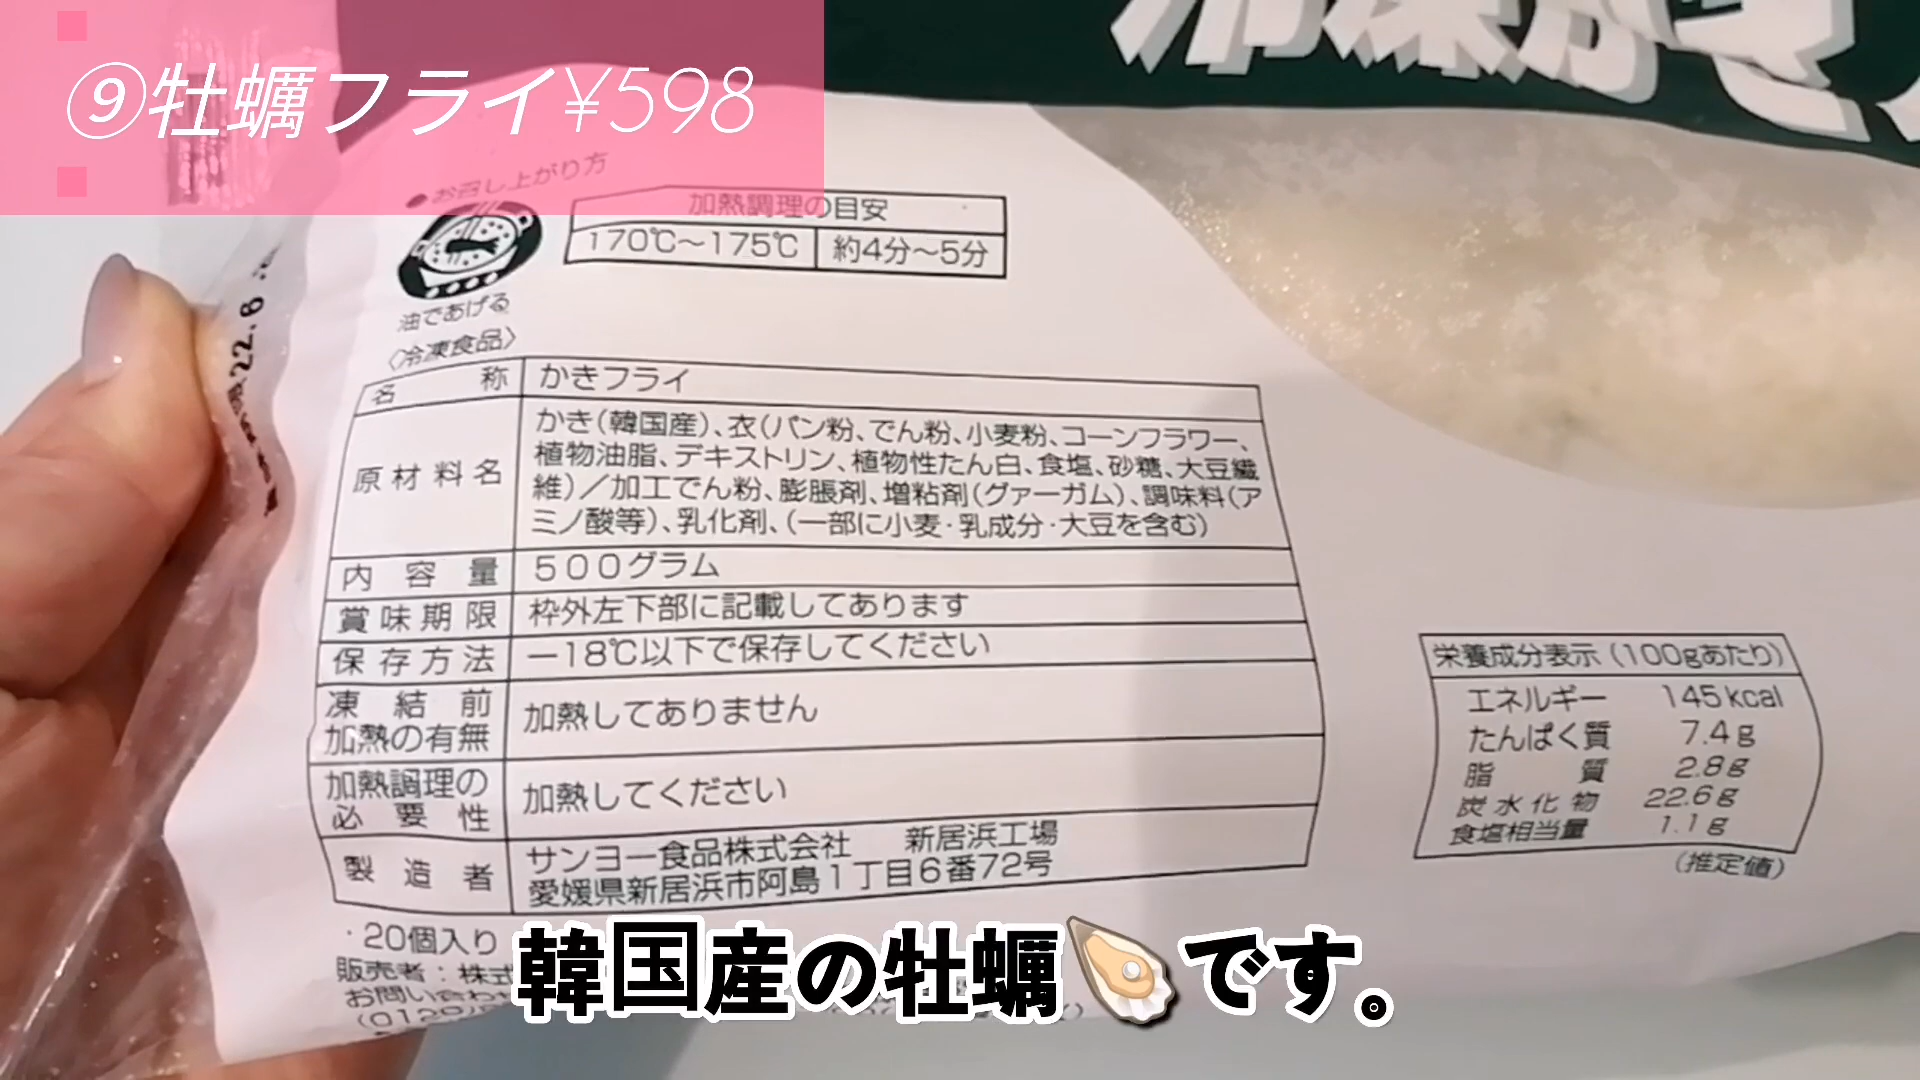 ⑨牡蠣フライ¥598
冷凍かき
●お召し上がり方
加熱調理の目安
170℃～175℃ 約4分～5分
油であげる
〈冷凍食品〉
名称 かきフライ
原材料名 かき(韓国産)、衣(パン粉、でん粉、小麦粉、コーンフラワー、
植物油脂、デキストリン、植物性たん白、食塩、砂糖、大豆繊
維)／加工でん粉、膨脹剤、増粘剤(グァーガム)、調味料(ア
ミノ酸等)、乳化剤、(一部に小麦・乳成分・大豆を含む)
内容量 500グラム
賞味期限 枠外左下部に記載してあります
保存方法 －18℃以下で保存してください
凍結前
加熱の有無 加熱してありません
加熱調理の
必要性 加熱してください
製造者 サンヨー食品株式会社 新居浜工場
愛媛県新居浜市阿島1丁目6番72号
・20個入り
販売者：株式
お問い合わ
(0120)
栄養成分表示(100gあたり)
エネルギー 145kcal
たんぱく質 7.4g
脂質 2.8g
炭水化物 22.6g
食塩相当量 1.1g
(推定値)
韓国産の牡蠣🦪です。